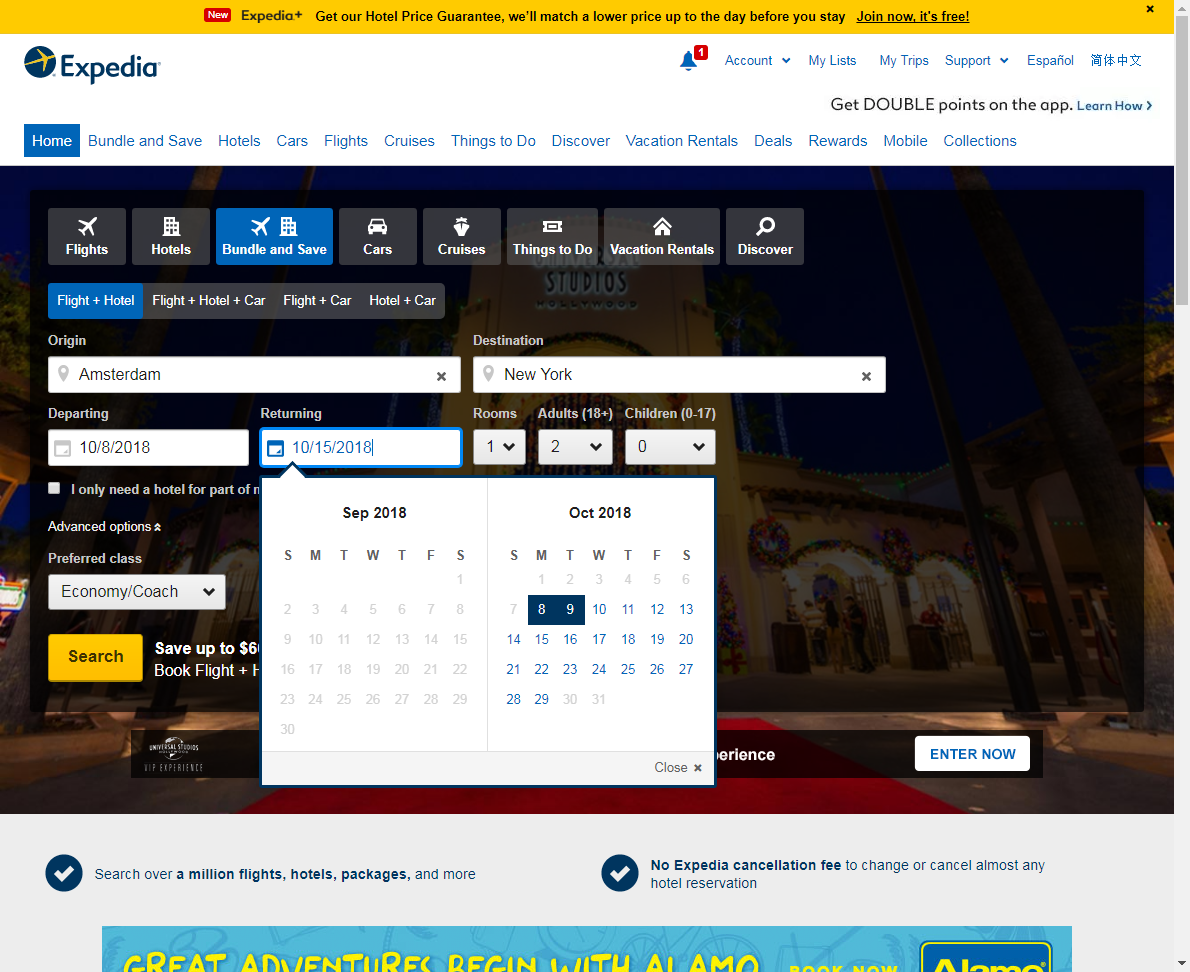 New Expedia+ Get our Hotel Price Guarantee, we'll match a lower price up to the day before you stay Join now, it's free!
Expedia
1 Account My Lists My Trips Support Español 简体中文
Get DOUBLE points on the app. Learn How
Home Bundle and Save Hotels Cars Flights Cruises Things to Do Discover Vacation Rentals Deals Rewards Mobile Collections
Flights Hotels Bundle and Save Cars Cruises Things to Do Vacation Rentals Discover
UNIVERSAL
STUDIOS
HOLLYWOOD
Flight + Hotel Flight + Hotel + Car Flight + Car Hotel + Car
Origin Destination
Amsterdam New York
Departing Returning Rooms Adults (18+) Children (0-17)
10/8/2018 10/15/2018 1 2 0
I only need a hotel for part of
Advanced options
Preferred class
Economy/Coach
Search
Save up to $6
Book Flight +
Sep 2018 Oct 2018
S M T W T F S S M T W T F S
1 1 2 3 4 5 6
2 3 4 5 6 7 8 7 8 9 10 11 12 13
9 10 11 12 13 14 15 14 15 16 17 18 19 20
16 17 18 19 20 21 22 21 22 23 24 25 26 27
23 24 25 26 27 28 29 28 29 30 31
30
Close
UNIVERSAL STUDIOS
HOLLYWOOD
VIP EXPERIENCE
perience
ENTER NOW
Search over a million flights, hotels, packages, and more
No Expedia cancellation fee to change or cancel almost any
hotel reservation
GREAT ADVENTURES BEGIN WITH ALAMO BOOK NOW Alamo